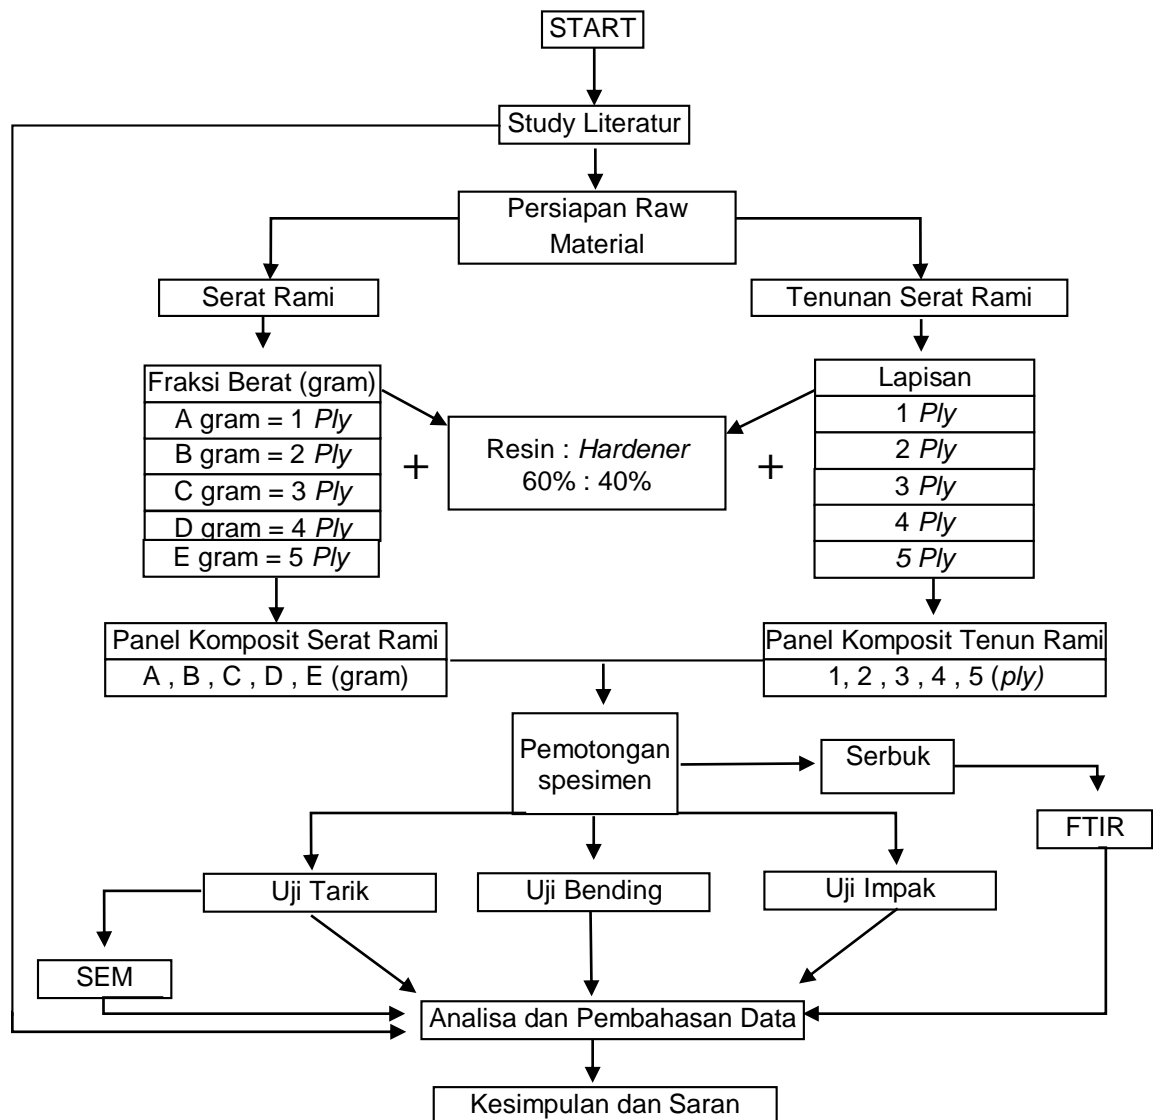 START
Study Literatur
Persiapan Raw
Material
Serat Rami
Tenunan Serat Rami
Fraksi Berat (gram)
A gram = 1 Ply
B gram = 2 Ply
C gram = 3 Ply
D gram = 4 Ply
E gram = 5 Ply
+
Resin : Hardener
60% : 40%
+
Lapisan
1 Ply
2 Ply
3 Ply
4 Ply
5 Ply
Panel Komposit Serat Rami
A , B , C , D , E (gram)
Panel Komposit Tenun Rami
1, 2 , 3 , 4 , 5 (ply)
Pemotongan
spesimen
Serbuk
FTIR
Uji Tarik
Uji Bending
Uji Impak
SEM
Analisa dan Pembahasan Data
Kesimpulan dan Saran